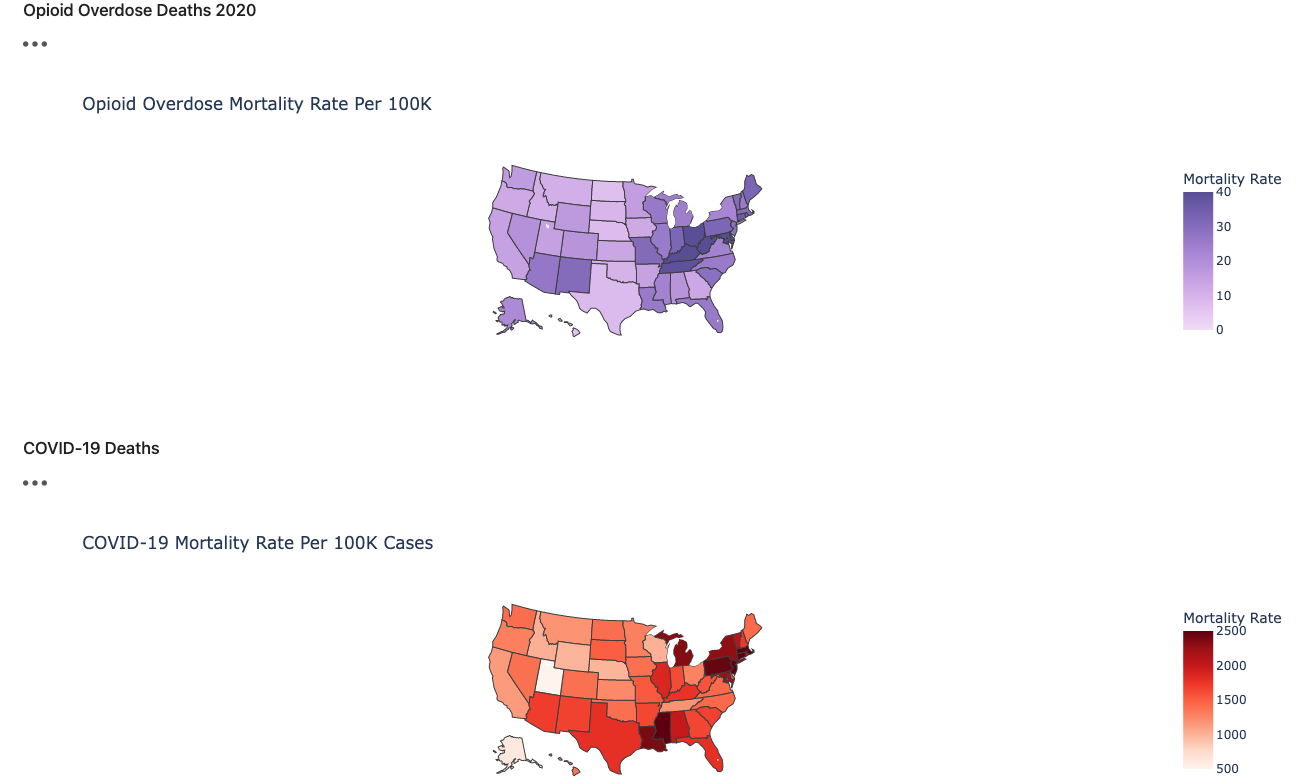 Opioid Overdose Deaths 2020
Opioid Overdose Mortality Rate Per 100K
Mortality Rate
40
30
20
10
0
COVID-19 Deaths
COVID-19 Mortality Rate Per 100K Cases
Mortality Rate
2500
2000
1500
1000
500